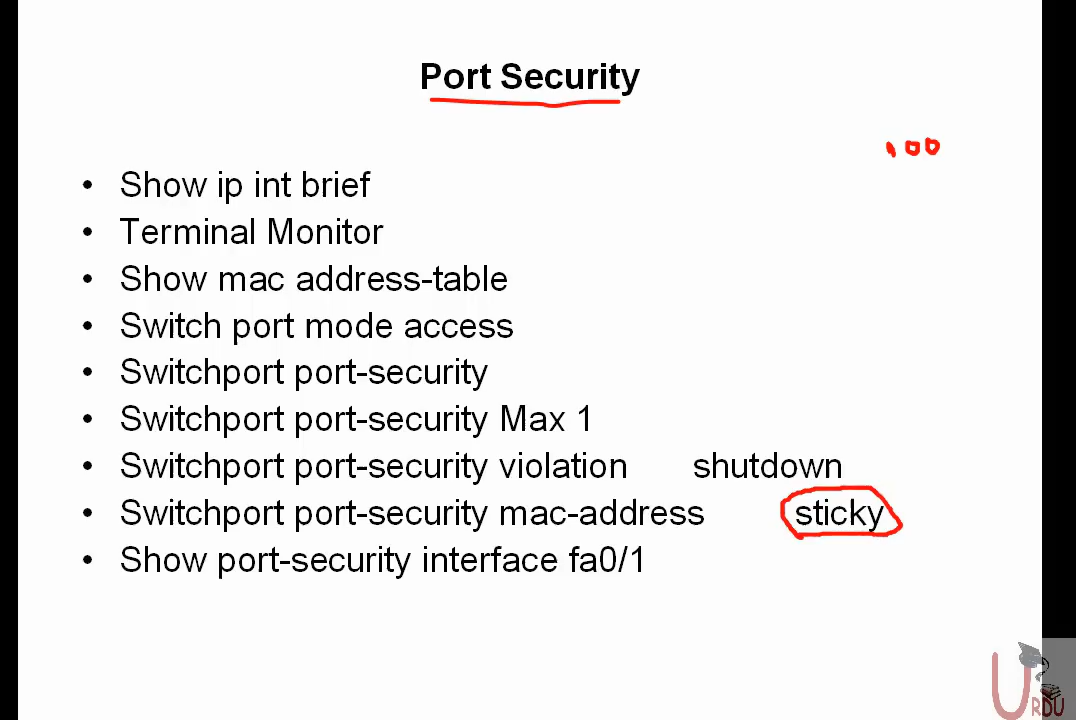 Port Security
100
• Show ip int brief
• Terminal Monitor
• Show mac address-table
• Switch port mode access
• Switchport port-security
• Switchport port-security Max 1
• Switchport port-security violation shutdown
• Switchport port-security mac-address sticky
• Show port-security interface fa0/1
URDU